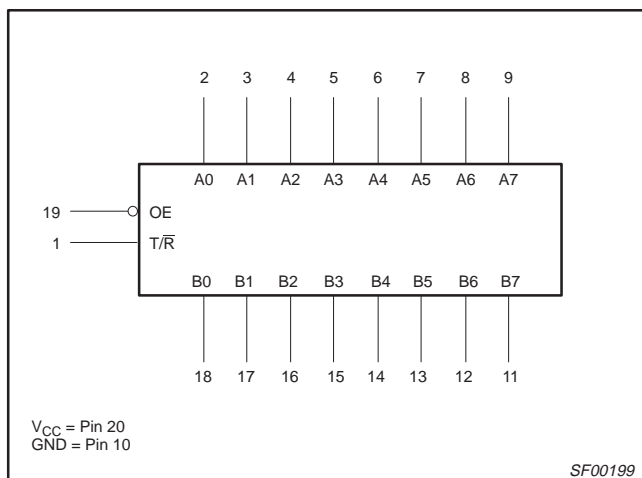 2 3 4 5 6 7 8 9
A0 A1 A2 A3 A4 A5 A6 A7
19 OE
1 T/R̅
B0 B1 B2 B3 B4 B5 B6 B7
18 17 16 15 14 13 12 11
VCC = Pin 20
GND = Pin 10
SF00199